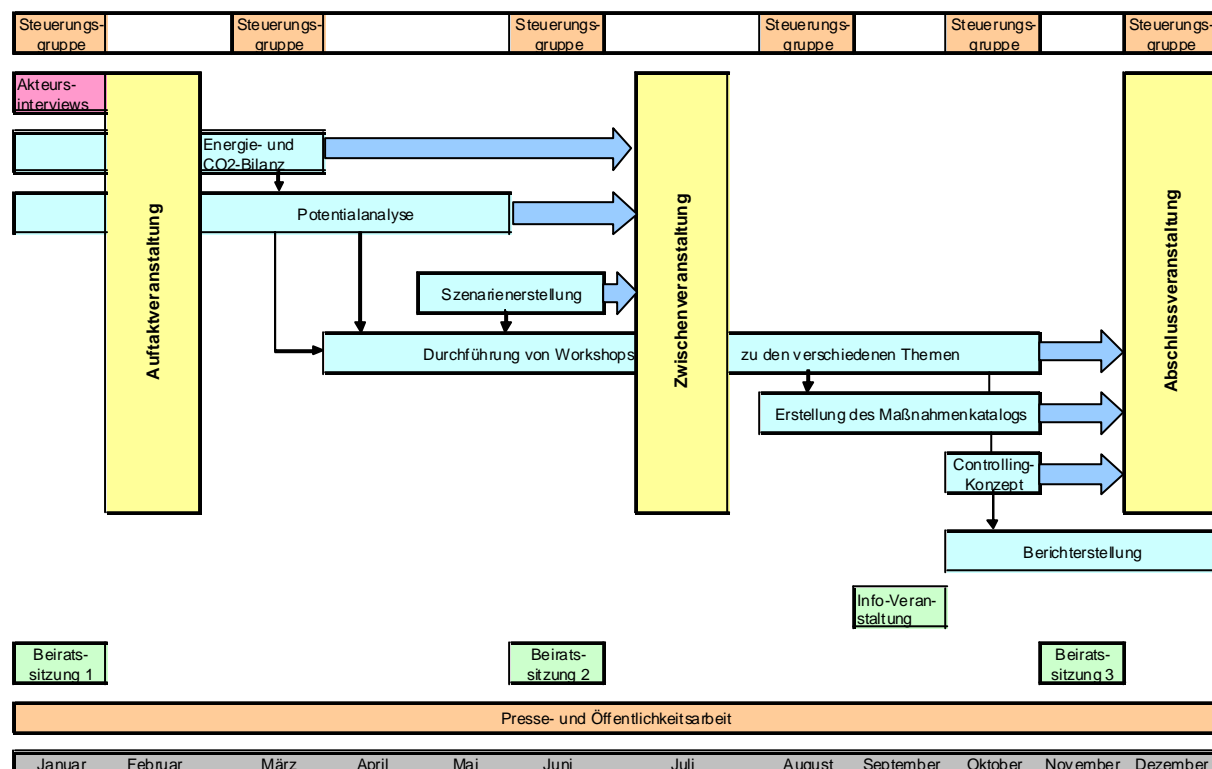 Steuerungs-
gruppe
Steuerungs-
gruppe
Steuerungs-
gruppe
Steuerungs-
gruppe
Steuerungs-
gruppe
Steuerungs-
gruppe
Akteurs-
interviews
Auftaktveranstaltung
Energie- und
CO2-Bilanz
Potentialanalyse
Szenarienerstellung
Zwischenveranstaltung
Durchführung von Workshops zu den verschiedenen Themen
Erstellung des Maßnahmenkatalogs
Controlling-
Konzept
Abschlussveranstaltung
Berichterstellung
Info-Veran-
staltung
Beirats-
sitzung 1
Beirats-
sitzung 2
Beirats-
sitzung 3
Presse- und Öffentlichkeitsarbeit
Januar Februar März April Mai Juni Juli August September Oktober November Dezember